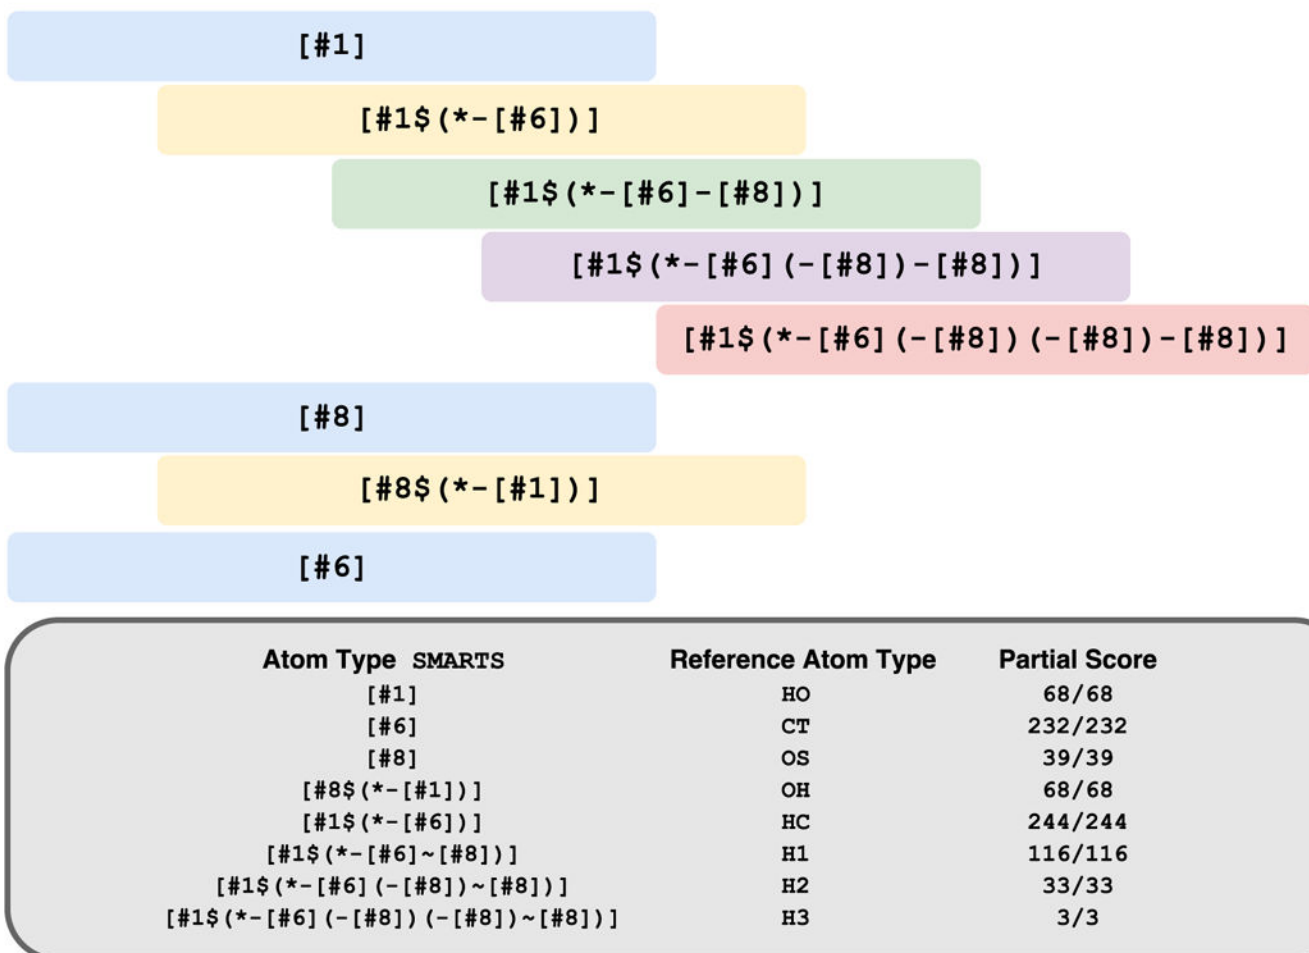 [#1]
[#1$(*-[#6])]
[#1$(*-[#6]-[#8])]
[#1$(*-[#6](-[#8])-[#8])]
[#1$(*-[#6](-[#8])(-[#8])-[#8])]
[#8]
[#8$(*-[#1])]
[#6]
Atom Type SMARTS Reference Atom Type Partial Score
[#1] HO 68/68
[#6] CT 232/232
[#8] OS 39/39
[#8$(*-[#1])] OH 68/68
[#1$(*-[#6])] HC 244/244
[#1$(*-[#6]~[#8])] H1 116/116
[#1$(*-[#6](-[#8])~[#8])] H2 33/33
[#1$(*-[#6](-[#8])(-[#8])~[#8])] H3 3/3